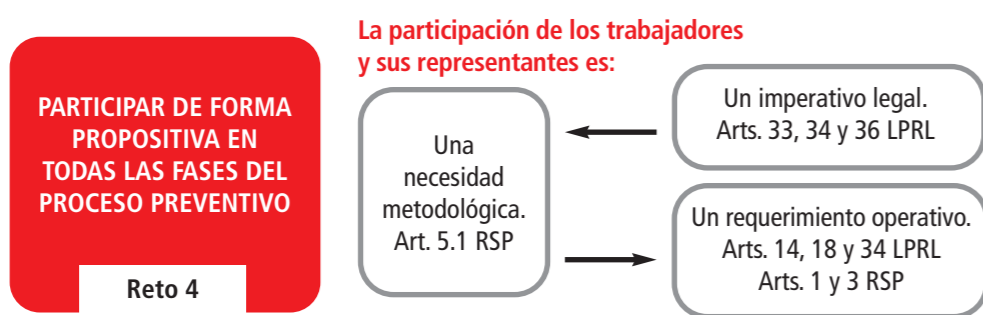 PARTICIPAR DE FORMA
PROPOSITIVA EN
TODAS LAS FASES DEL
PROCESO PREVENTIVO
Reto 4
La participación de los trabajadores
y sus representantes es:
Una
necesidad
metodológica.
Art. 5.1 RSP
Un imperativo legal.
Arts. 33, 34 y 36 LPRL
Un requerimiento operativo.
Arts. 14, 18 y 34 LPRL
Arts. 1 y 3 RSP